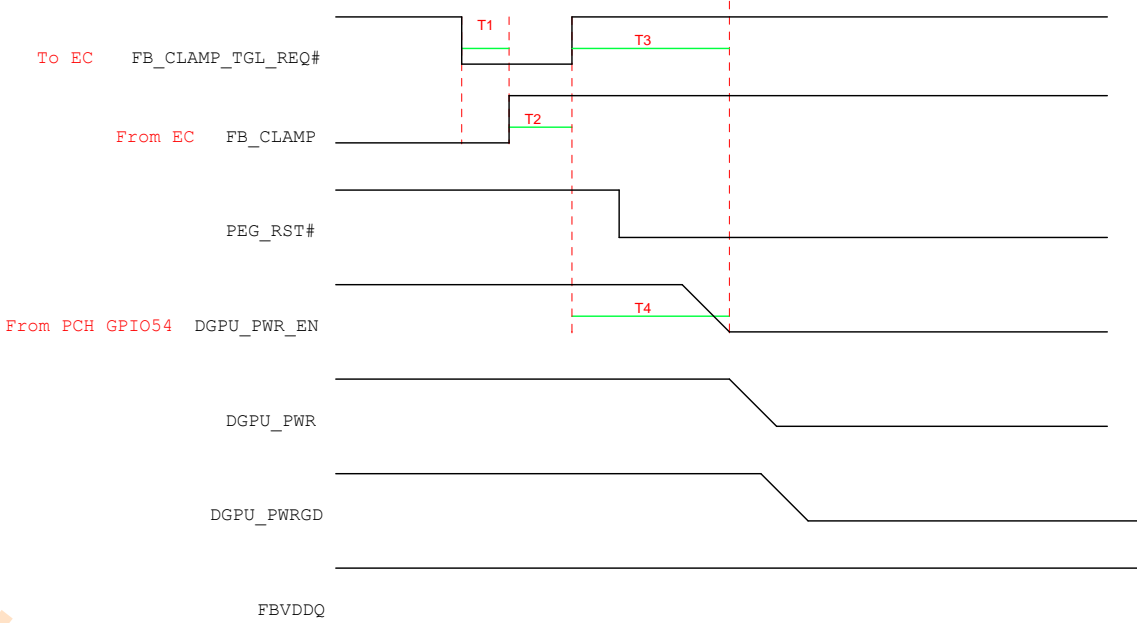 T1
T3
To EC FB_CLAMP_TGL_REQ#
T2
From EC FB_CLAMP
PEG_RST#
T4
From PCH GPIO54 DGPU_PWR_EN
DGPU_PWR
DGPU_PWRGD
FBVDDQ